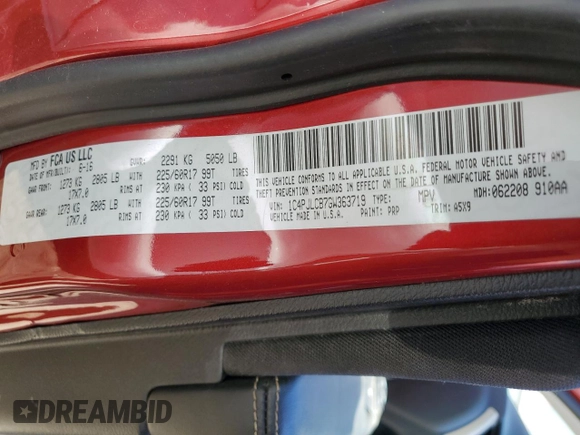 MFD BY FCA US LLC
DATE OF MFR(BUILT): 6-16
GVWR: 2291 KG 5050 LB
GAWR FRONT: 1273 KG 2805 LB WITH 225/60R17 99T TIRES
17X7.0 RIMS AT 230 KPA ( 33 PSI) COLD
GAWR REAR: 1273 KG 2805 LB WITH 225/60R17 99T TIRES
17X7.0 RIMS AT 230 KPA ( 33 PSI) COLD
THIS VEHICLE CONFORMS TO ALL APPLICABLE U.S.A. FEDERAL MOTOR VEHICLE SAFETY,
THEFT PREVENTION STANDARDS IN EFFECT ON THE DATE OF MANUFACTURE SHOWN ABOVE.
VIN: 1C4PJLCB7GW363719 TYPE: MPV MDH: 062208 910AA
VEHICLE MADE IN U.S.A. PAINT: PRP TRIM: A5X9
DREAMBID